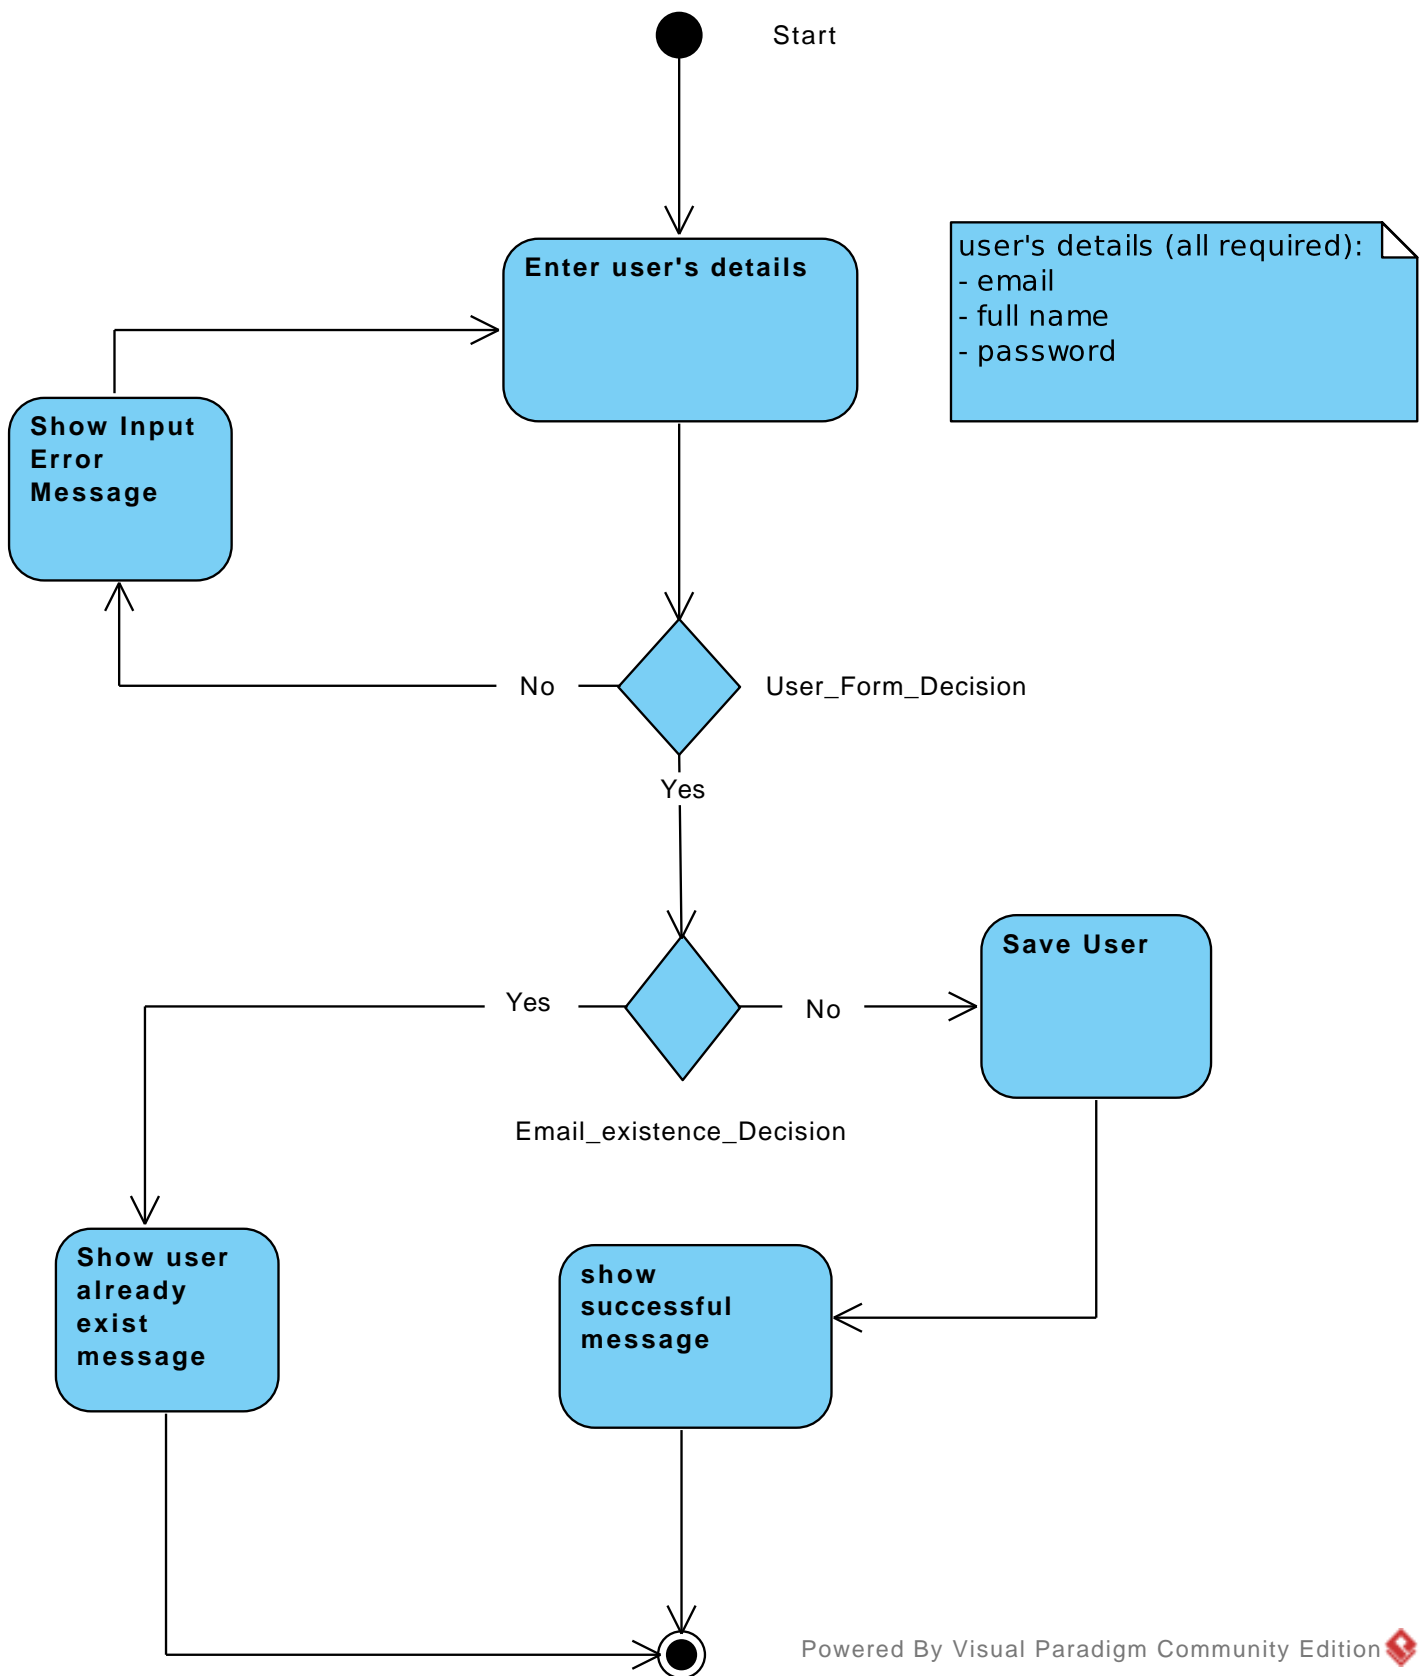 Start
Enter user's details
user's details (all required):
- email
- full name
- password
Show Input
Error
Message
No
User_Form_Decision
Yes
Save User
Yes
No
Email_existence_Decision
Show user
already
exist
message
show
successful
message
Powered By Visual Paradigm Community Edition